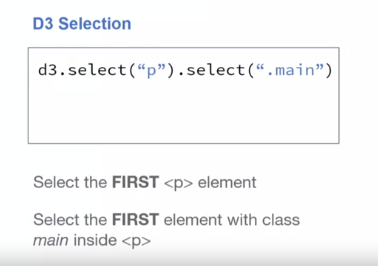 D3 Selection
d3.select(“p”).select(“.main”)
Select the FIRST <p> element
Select the FIRST element with class
main inside <p>